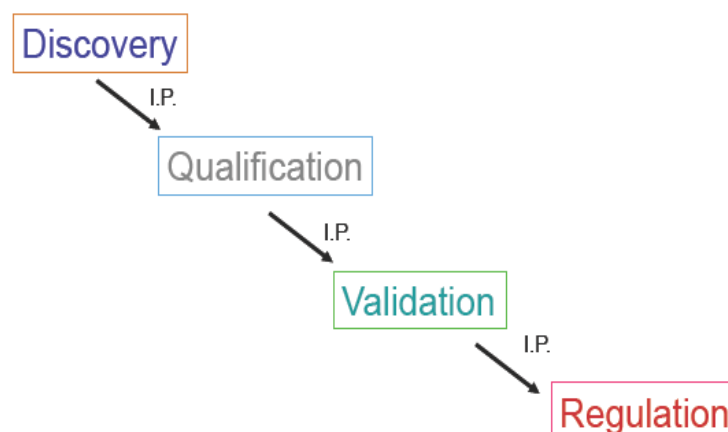 Discovery
I.P.
Qualification
I.P.
Validation
I.P.
Regulation